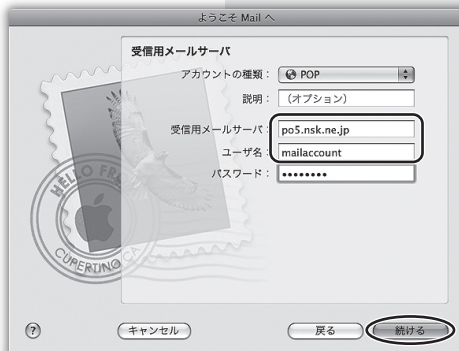 ようこそ Mail へ
受信用メールサーバ
アカウントの種類： POP
説明： （オプション）
受信用メールサーバ： po5.nsk.ne.jp
ユーザ名： mailaccount
パスワード： ••••••••
HELLO FR
CUPERTINO, CA
? キャンセル 戻る 続ける